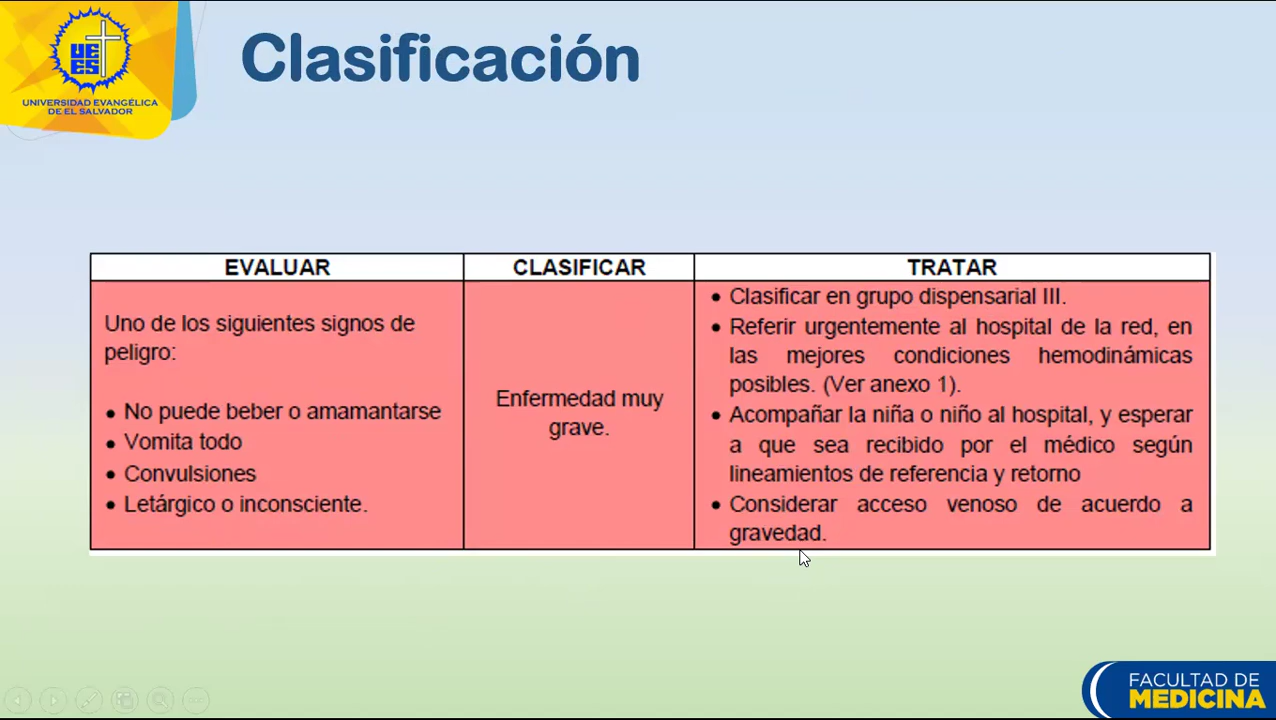 Clasificación
UE
ES
UNIVERSIDAD EVANGÉLICA
DE EL SALVADOR
EVALUAR
CLASIFICAR
TRATAR
Uno de los siguientes signos de
peligro:
• No puede beber o amamantarse
• Vomita todo
• Convulsiones
• Letárgico o inconsciente.
Enfermedad muy
grave.
• Clasificar en grupo dispensarial III.
• Referir urgentemente al hospital de la red, en
las mejores condiciones hemodinámicas
posibles. (Ver anexo 1).
• Acompañar la niña o niño al hospital, y esperar
a que sea recibido por el médico según
lineamientos de referencia y retorno
• Considerar acceso venoso de acuerdo a
gravedad.
FACULTAD DE
MEDICINA